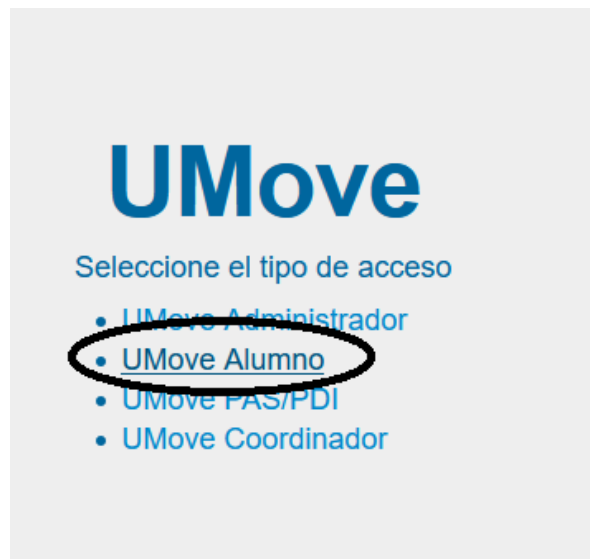 UMove
Seleccione el tipo de acceso
UMove Administrador
UMove Alumno
UMove PAS/PDI
UMove Coordinador